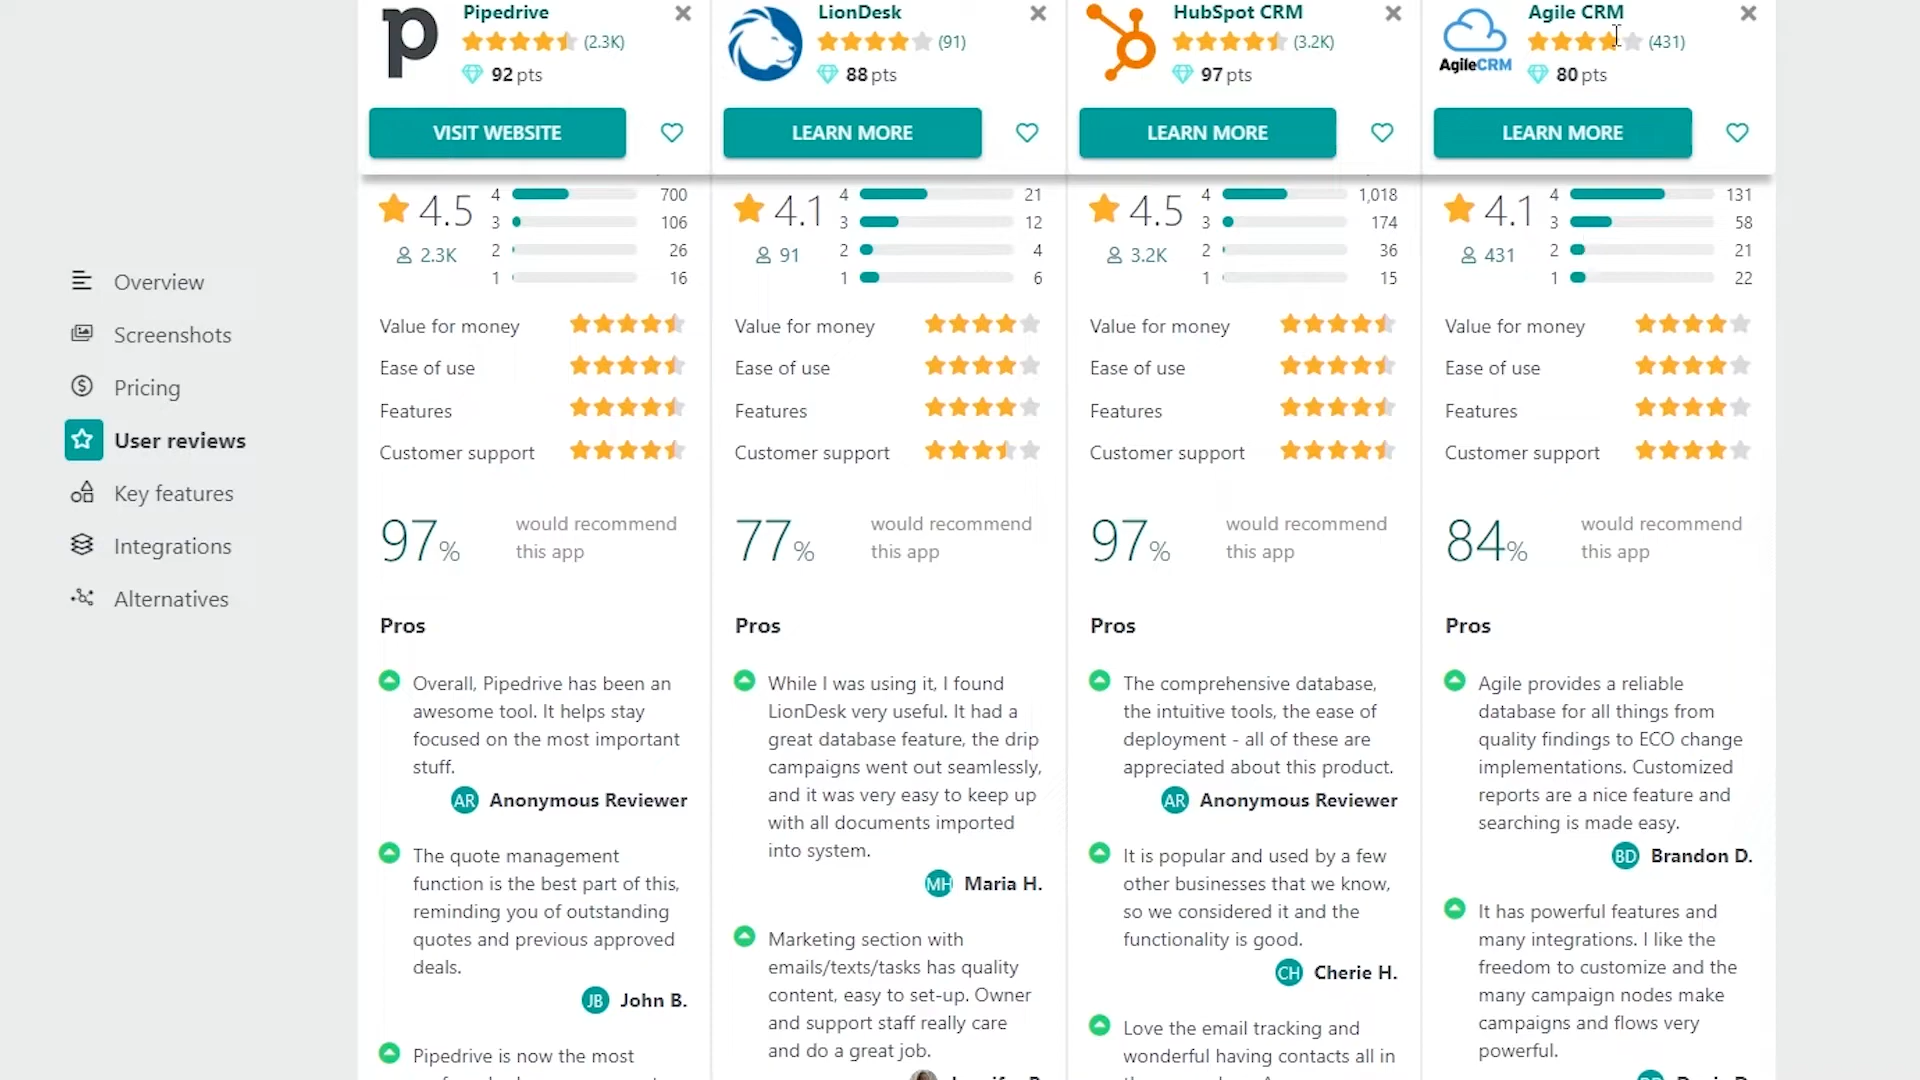 Overview
Screenshots
Pricing
User reviews
Key features
Integrations
Alternatives
Pipedrive
(2.3K)
92 pts
VISIT WEBSITE
4.5
2.3K
4 700
3 106
2 26
1 16
Value for money
Ease of use
Features
Customer support
97%
would recommend
this app
Pros
Overall, Pipedrive has been an
awesome tool. It helps stay
focused on the most important
stuff.
AR Anonymous Reviewer
The quote management
function is the best part of this,
reminding you of outstanding
quotes and previous approved
deals.
JB John B.
Pipedrive is now the most
LionDesk
(91)
88 pts
LEARN MORE
4.1
91
4 21
3 12
2 4
1 6
Value for money
Ease of use
Features
Customer support
77%
would recommend
this app
Pros
While I was using it, I found
LionDesk very useful. It had a
great database feature, the drip
campaigns went out seamlessly,
and it was very easy to keep up
with all documents imported
into system.
MH Maria H.
Marketing section with
emails/texts/tasks has quality
content, easy to set-up. Owner
and support staff really care
and do a great job.
HubSpot CRM
(3.2K)
97 pts
LEARN MORE
4.5
3.2K
4 1,018
3 174
2 36
1 15
Value for money
Ease of use
Features
Customer support
97%
would recommend
this app
Pros
The comprehensive database,
the intuitive tools, the ease of
deployment - all of these are
appreciated about this product.
AR Anonymous Reviewer
It is popular and used by a few
other businesses that we know,
so we considered it and the
functionality is good.
CH Cherie H.
Love the email tracking and
wonderful having contacts all in
AgileCRM
Agile CRM
(431)
80 pts
LEARN MORE
4.1
431
4 131
3 58
2 21
1 22
Value for money
Ease of use
Features
Customer support
84%
would recommend
this app
Pros
Agile provides a reliable
database for all things from
quality findings to ECO change
implementations. Customized
reports are a nice feature and
searching is made easy.
BD Brandon D.
It has powerful features and
many integrations. I like the
freedom to customize and the
many campaign nodes make
campaigns and flows very
powerful.